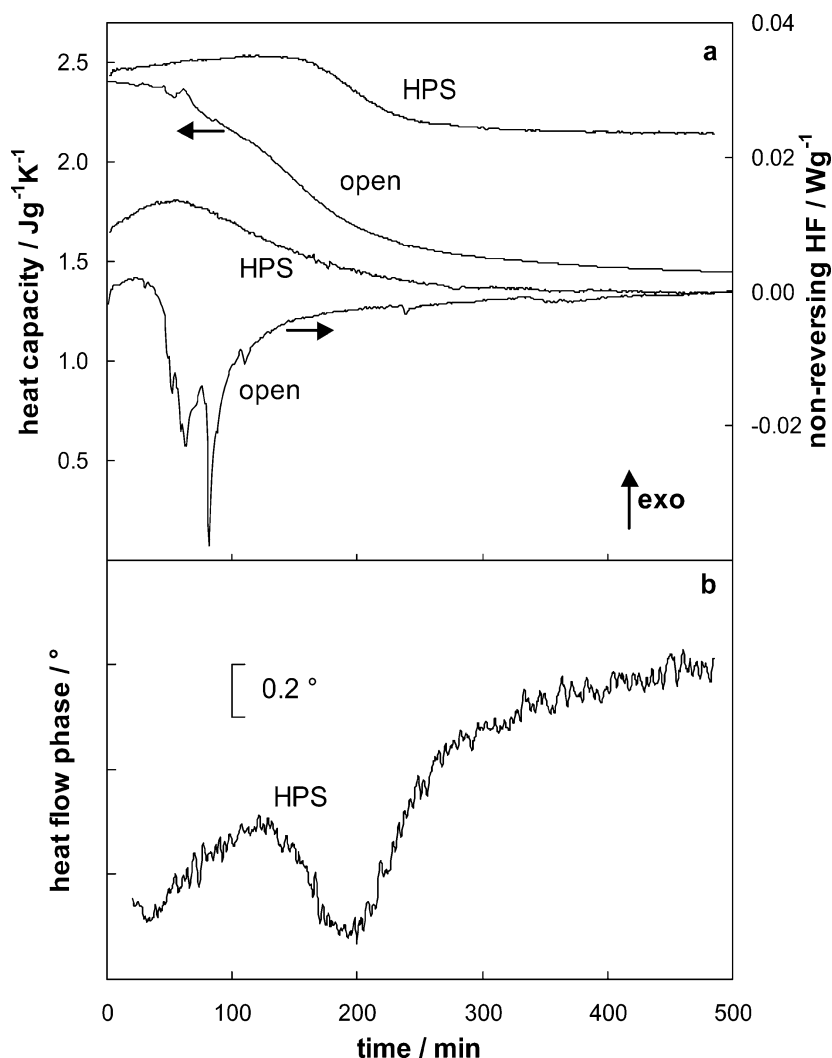 a
0.04
2.5
HPS
heat capacity / Jg⁻¹K⁻¹
2.0
0.02
open
non-reversing HF / Wg⁻¹
HPS
1.5
0.00
1.0
open
-0.02
0.5
exo
b
heat flow phase / °
0.2 °
HPS
0 100 200 300 400 500
time / min